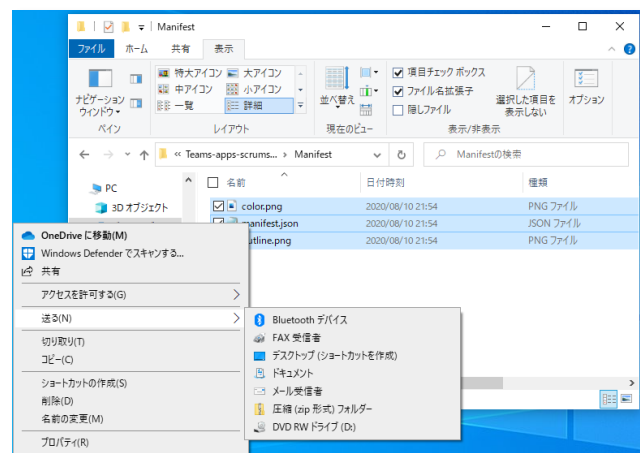 Manifest
ファイル ホーム 共有 表示
ナビゲーション ウィンドウ
特大アイコン 大アイコン
中アイコン 小アイコン
一覧 詳細
並べ替え
項目チェック ボックス
ファイル名拡張子
隠しファイル
選択した項目を 表示しない
オプション
ペイン レイアウト 現在のビュー 表示/非表示
« Teams-apps-scrums... > Manifest
Manifestの検索
PC
3D オブジェクト
名前 日付時刻 種類
color.png 2020/08/10 21:54 PNG ファイル
manifest.json 2020/08/10 21:54 JSON ファイル
utline.png 2020/08/10 21:54 PNG ファイル
OneDrive に移動(M)
Windows Defender でスキャンする...
共有
アクセスを許可する(G)
送る(N)
切り取り(T)
コピー(C)
ショートカットの作成(S)
削除(D)
名前の変更(M)
プロパティ(R)
Bluetooth デバイス
FAX 受信者
デスクトップ (ショートカットを作成)
ドキュメント
メール受信者
圧縮 (zip 形式) フォルダー
DVD RW ドライブ (D:)